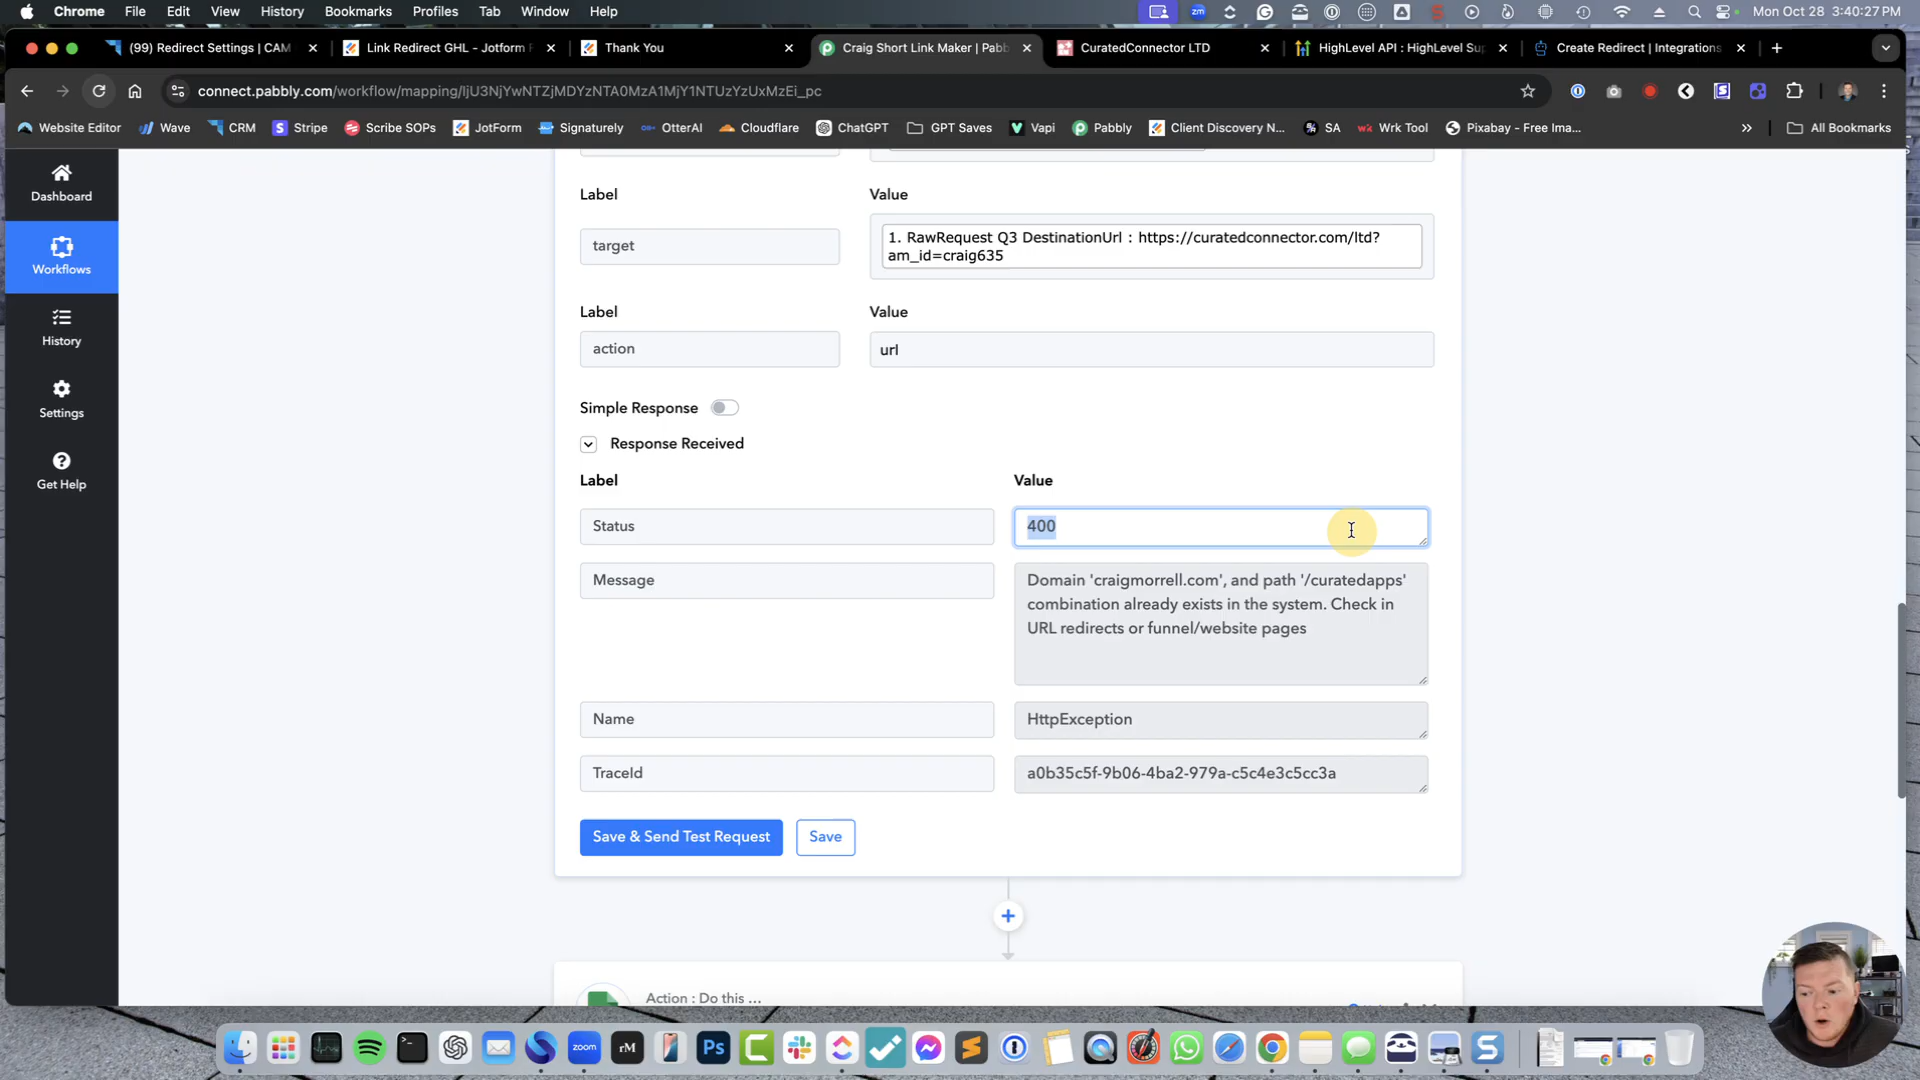 Chrome File Edit View History Bookmarks Profiles Tab Window Help
zm
Mon Oct 28 3:40:27 PM
(99) Redirect Settings | CAM
Link Redirect GHL - Jotform F
Thank You
Craig Short Link Maker | Pabb
CuratedConnector LTD
HighLevel API : HighLevel Sup
Create Redirect | Integrations
connect.pabbly.com/workflow/mapping/IjU3NjYwNTZjMDYzNTA0MzA1MjY1NTUzYzUxMzEi_pc
Website Editor
Wave
CRM
Stripe
Scribe SOPs
JotForm
Signaturely
OtterAI
Cloudflare
ChatGPT
GPT Saves
Vapi
Pabbly
Client Discovery N...
SA
Wrk Tool
Pixabay - Free Ima...
All Bookmarks
Dashboard
Workflows
History
Settings
Get Help
Label Value
target
1. RawRequest Q3 DestinationUrl : https://curatedconnector.com/ltd?
am_id=craig635
Label Value
action url
Simple Response
Response Received
Label Value
Status 400
Message
Domain 'craigmorrell.com', and path '/curatedapps'
combination already exists in the system. Check in
URL redirects or funnel/website pages
Name HttpException
TraceId a0b35c5f-9b06-4ba2-979a-c5c4e3c5cc3a
Save & Send Test Request Save
Action : Do this ...
zoom
rM
Ps